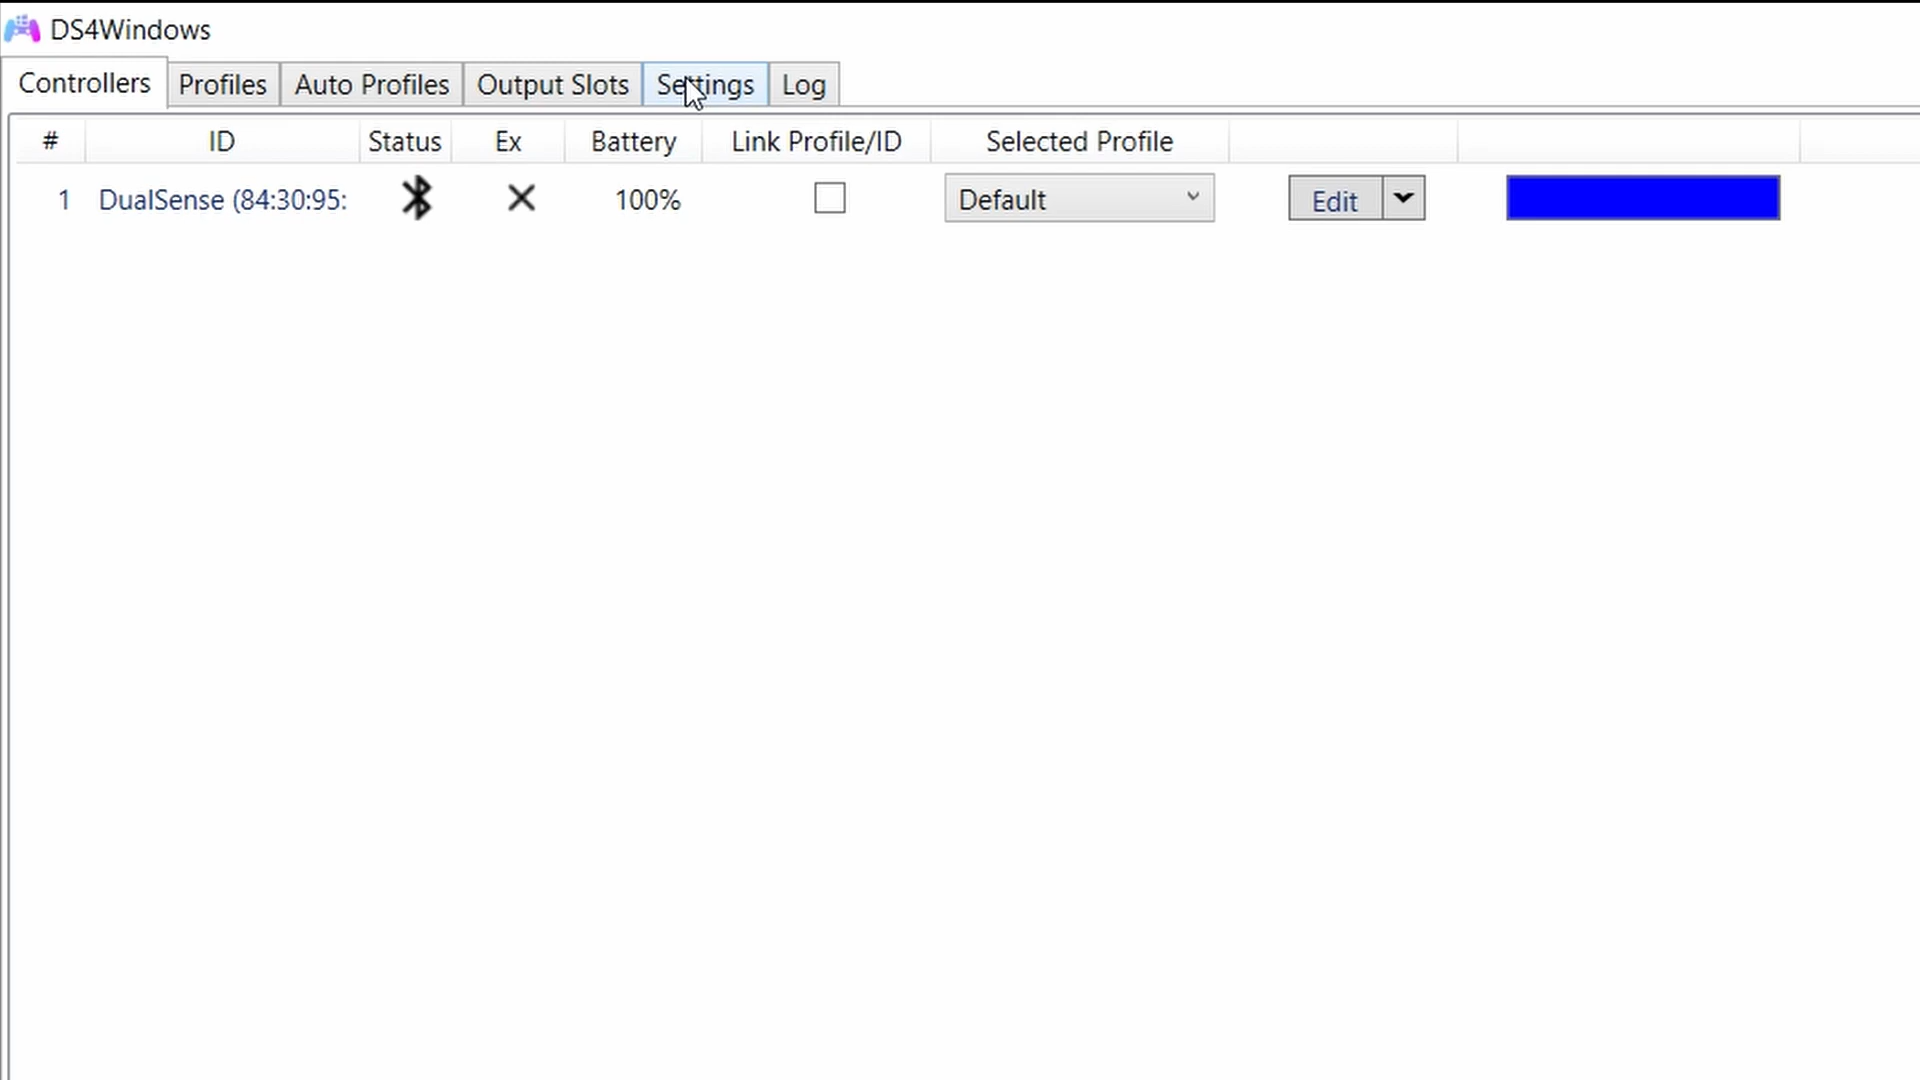 DS4Windows
Controllers Profiles Auto Profiles Output Slots Settings Log
# ID Status Ex Battery Link Profile/ID Selected Profile
1 DualSense (84:30:95: 100% Default Edit